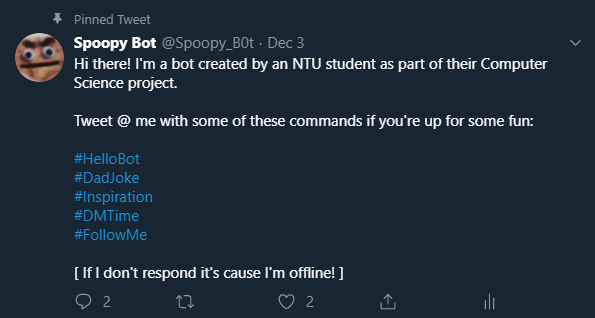 Pinned Tweet
Spoopy Bot @Spoopy_B0t · Dec 3
Hi there! I'm a bot created by an NTU student as part of their Computer
Science project.
Tweet @ me with some of these commands if you're up for some fun:
#HelloBot
#DadJoke
#Inspiration
#DMTime
#FollowMe
[ If I don't respond it's cause I'm offline! ]
2 2